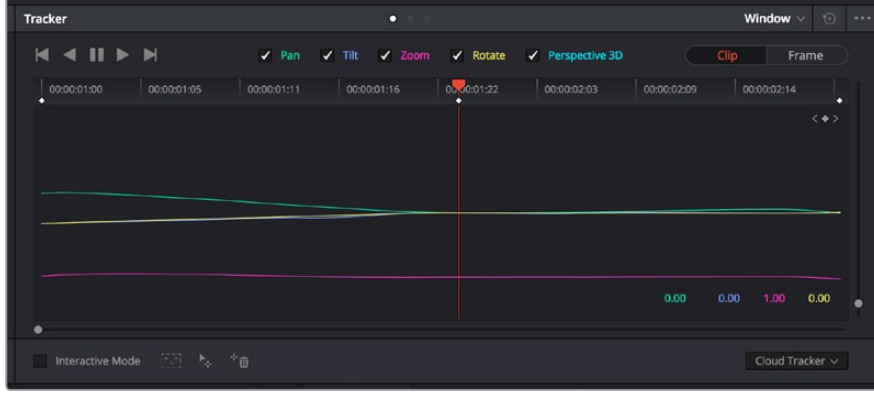 Tracker Window
Pan Tilt Zoom Rotate Perspective 3D Clip Frame
00:00:01:00 00:00:01:05 00:00:01:11 00:00:01:16 00:00:01:22 00:00:02:03 00:00:02:09 00:00:02:14
0.00 0.00 1.00 0.00
Interactive Mode Cloud Tracker